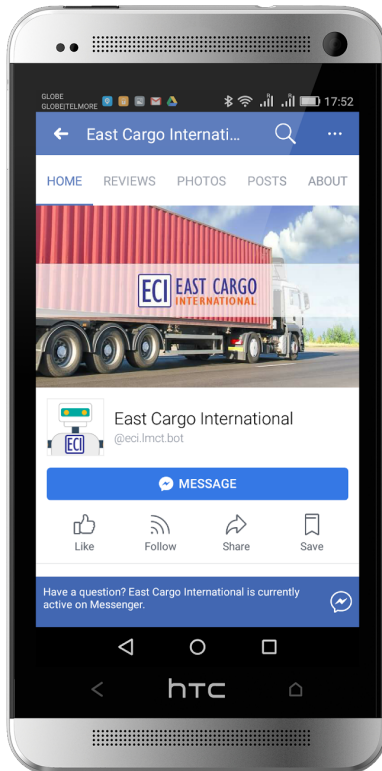 GLOBE
GLOBE|TELMORE
17:52
East Cargo Internati...
HOME REVIEWS PHOTOS POSTS ABOUT
ECI EAST CARGO
INTERNATIONAL
East Cargo International
@eci.lmct.bot
ECI
MESSAGE
Like Follow Share Save
Have a question? East Cargo International is currently
active on Messenger.
hTC